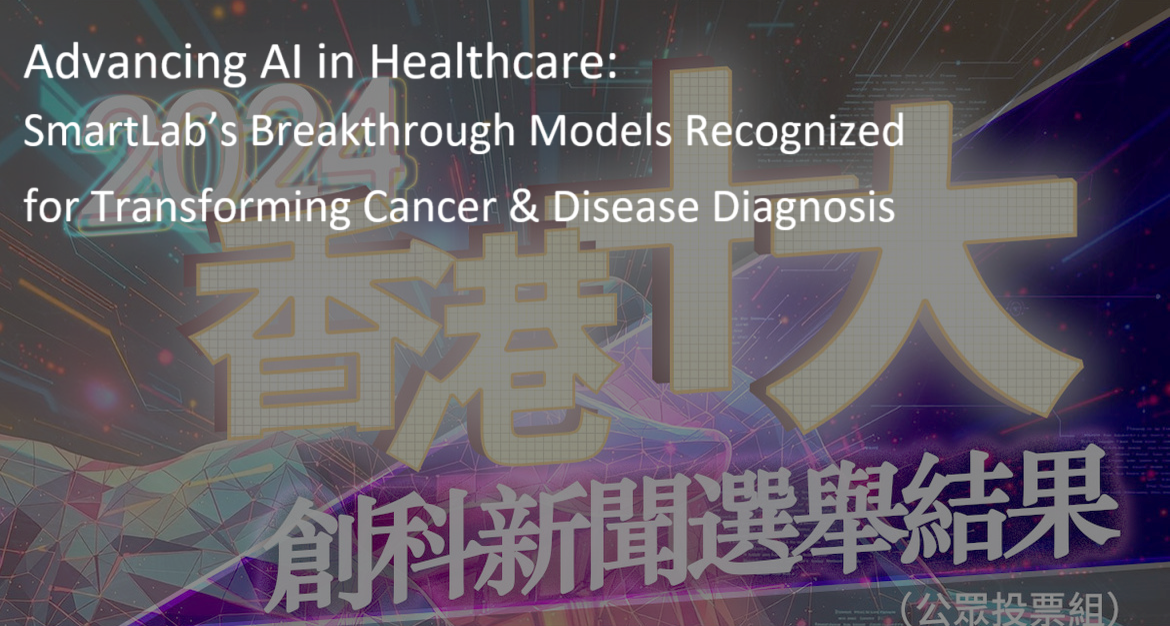 Advancing AI in Healthcare:
SmartLab’s Breakthrough Models Recognized
for Transforming Cancer & Disease Diagnosis
2024
香港十大
創科新聞選舉結果
（公眾投票組）